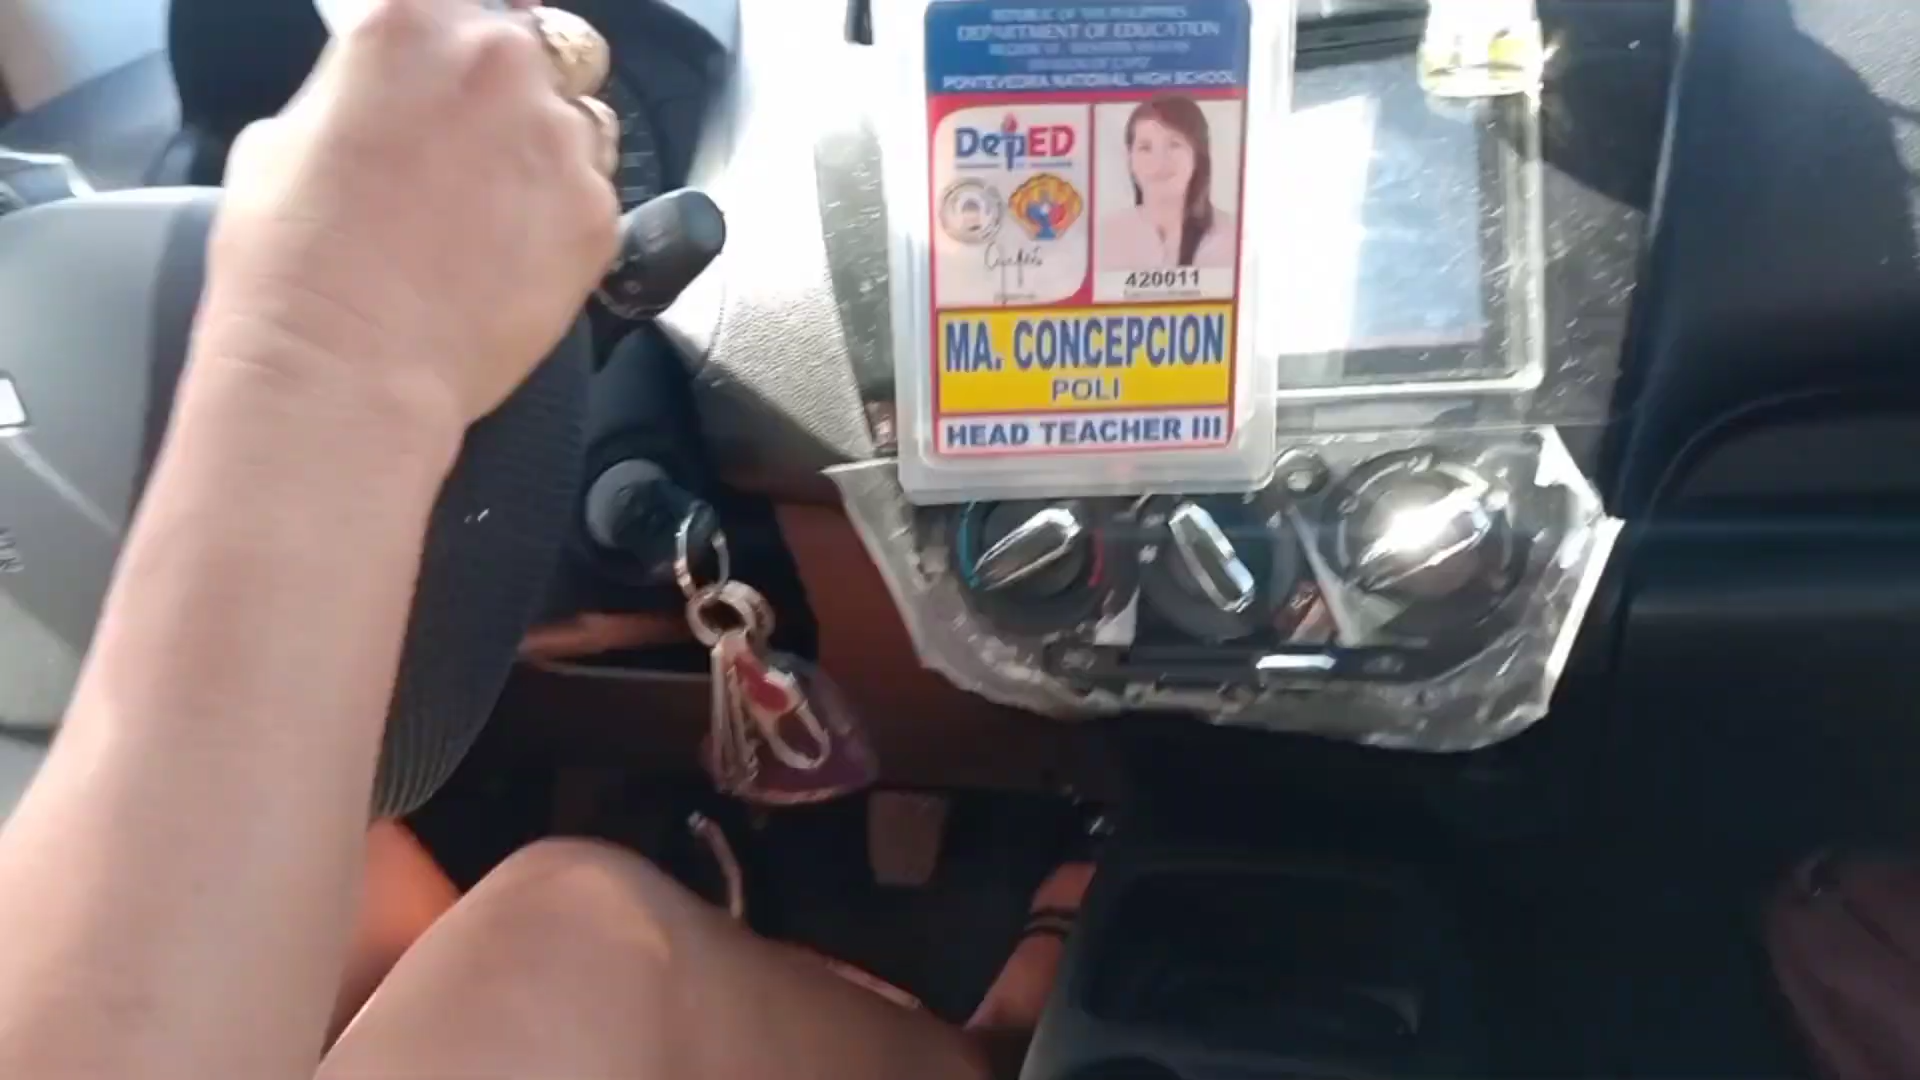 REPUBLIC OF THE PHILIPPINES
DEPARTMENT OF EDUCATION
PONTEVEDRA NATIONAL HIGH SCHOOL
DepED
420011
MA. CONCEPCION
POLI
HEAD TEACHER III